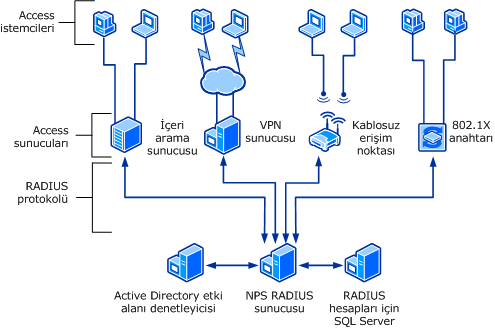 Access
istemcileri
Access
sunucuları
İçeri
arama
sunucusu
VPN
sunucusu
Kablosuz
erişim
noktası
802.1X
anahtarı
RADIUS
protokolü
Active Directory etki
alanı denetleyicisi
NPS RADIUS
sunucusu
RADIUS
hesapları için
SQL Server